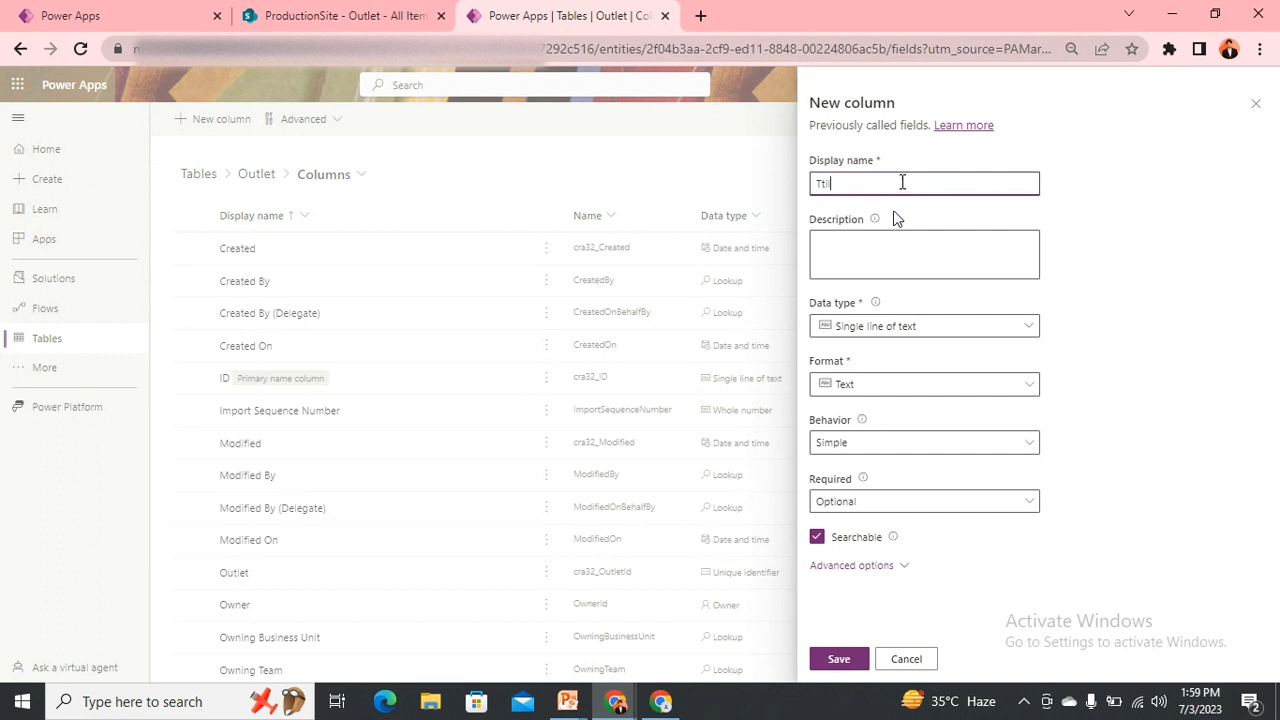 Power Apps
ProductionSite - Outlet - All Item
Power Apps | Tables | Outlet | Col
7292c516/entities/2f04b3aa-2cf9-ed11-8848-00224806ac5b/fields?utm_source=PAMar...
Power Apps
Search
New column
Previously called fields. Learn more
Display name *
Ttil
Description
Data type *
Single line of text
Format *
Text
Behavior
Simple
Required
Optional
Searchable
Advanced options
Save
Cancel
Home
Create
Learn
Apps
Solutions
Flows
Tables
More
Power Platform
Ask a virtual agent
New column
Advanced
Tables > Outlet > Columns
Display name ↑ Name Data type
Created cra32_Created Date and time
Created By CreatedBy Lookup
Created By (Delegate) CreatedOnBehalfBy Lookup
Created On CreatedOn Date and time
ID Primary name column cra32_ID Single line of text
Import Sequence Number ImportSequenceNumber Whole number
Modified cra32_Modified Date and time
Modified By ModifiedBy Lookup
Modified By (Delegate) ModifiedOnBehalfBy Lookup
Modified On ModifiedOn Date and time
Outlet cra32_OutletId Unique identifier
Owner OwnerId Owner
Owning Business Unit OwningBusinessUnit Lookup
Owning Team OwningTeam Lookup
Activate Windows
Go to Settings to activate Windows.
Type here to search
35°C Haze
1:59 PM
7/3/2023
2